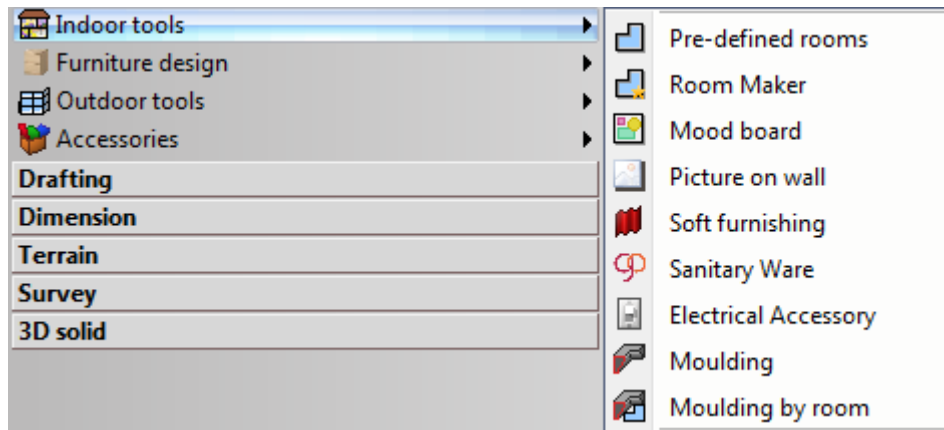 Indoor tools
Furniture design
Outdoor tools
Accessories
Drafting
Dimension
Terrain
Survey
3D solid
Pre-defined rooms
Room Maker
Mood board
Picture on wall
Soft furnishing
Sanitary Ware
Electrical Accessory
Moulding
Moulding by room